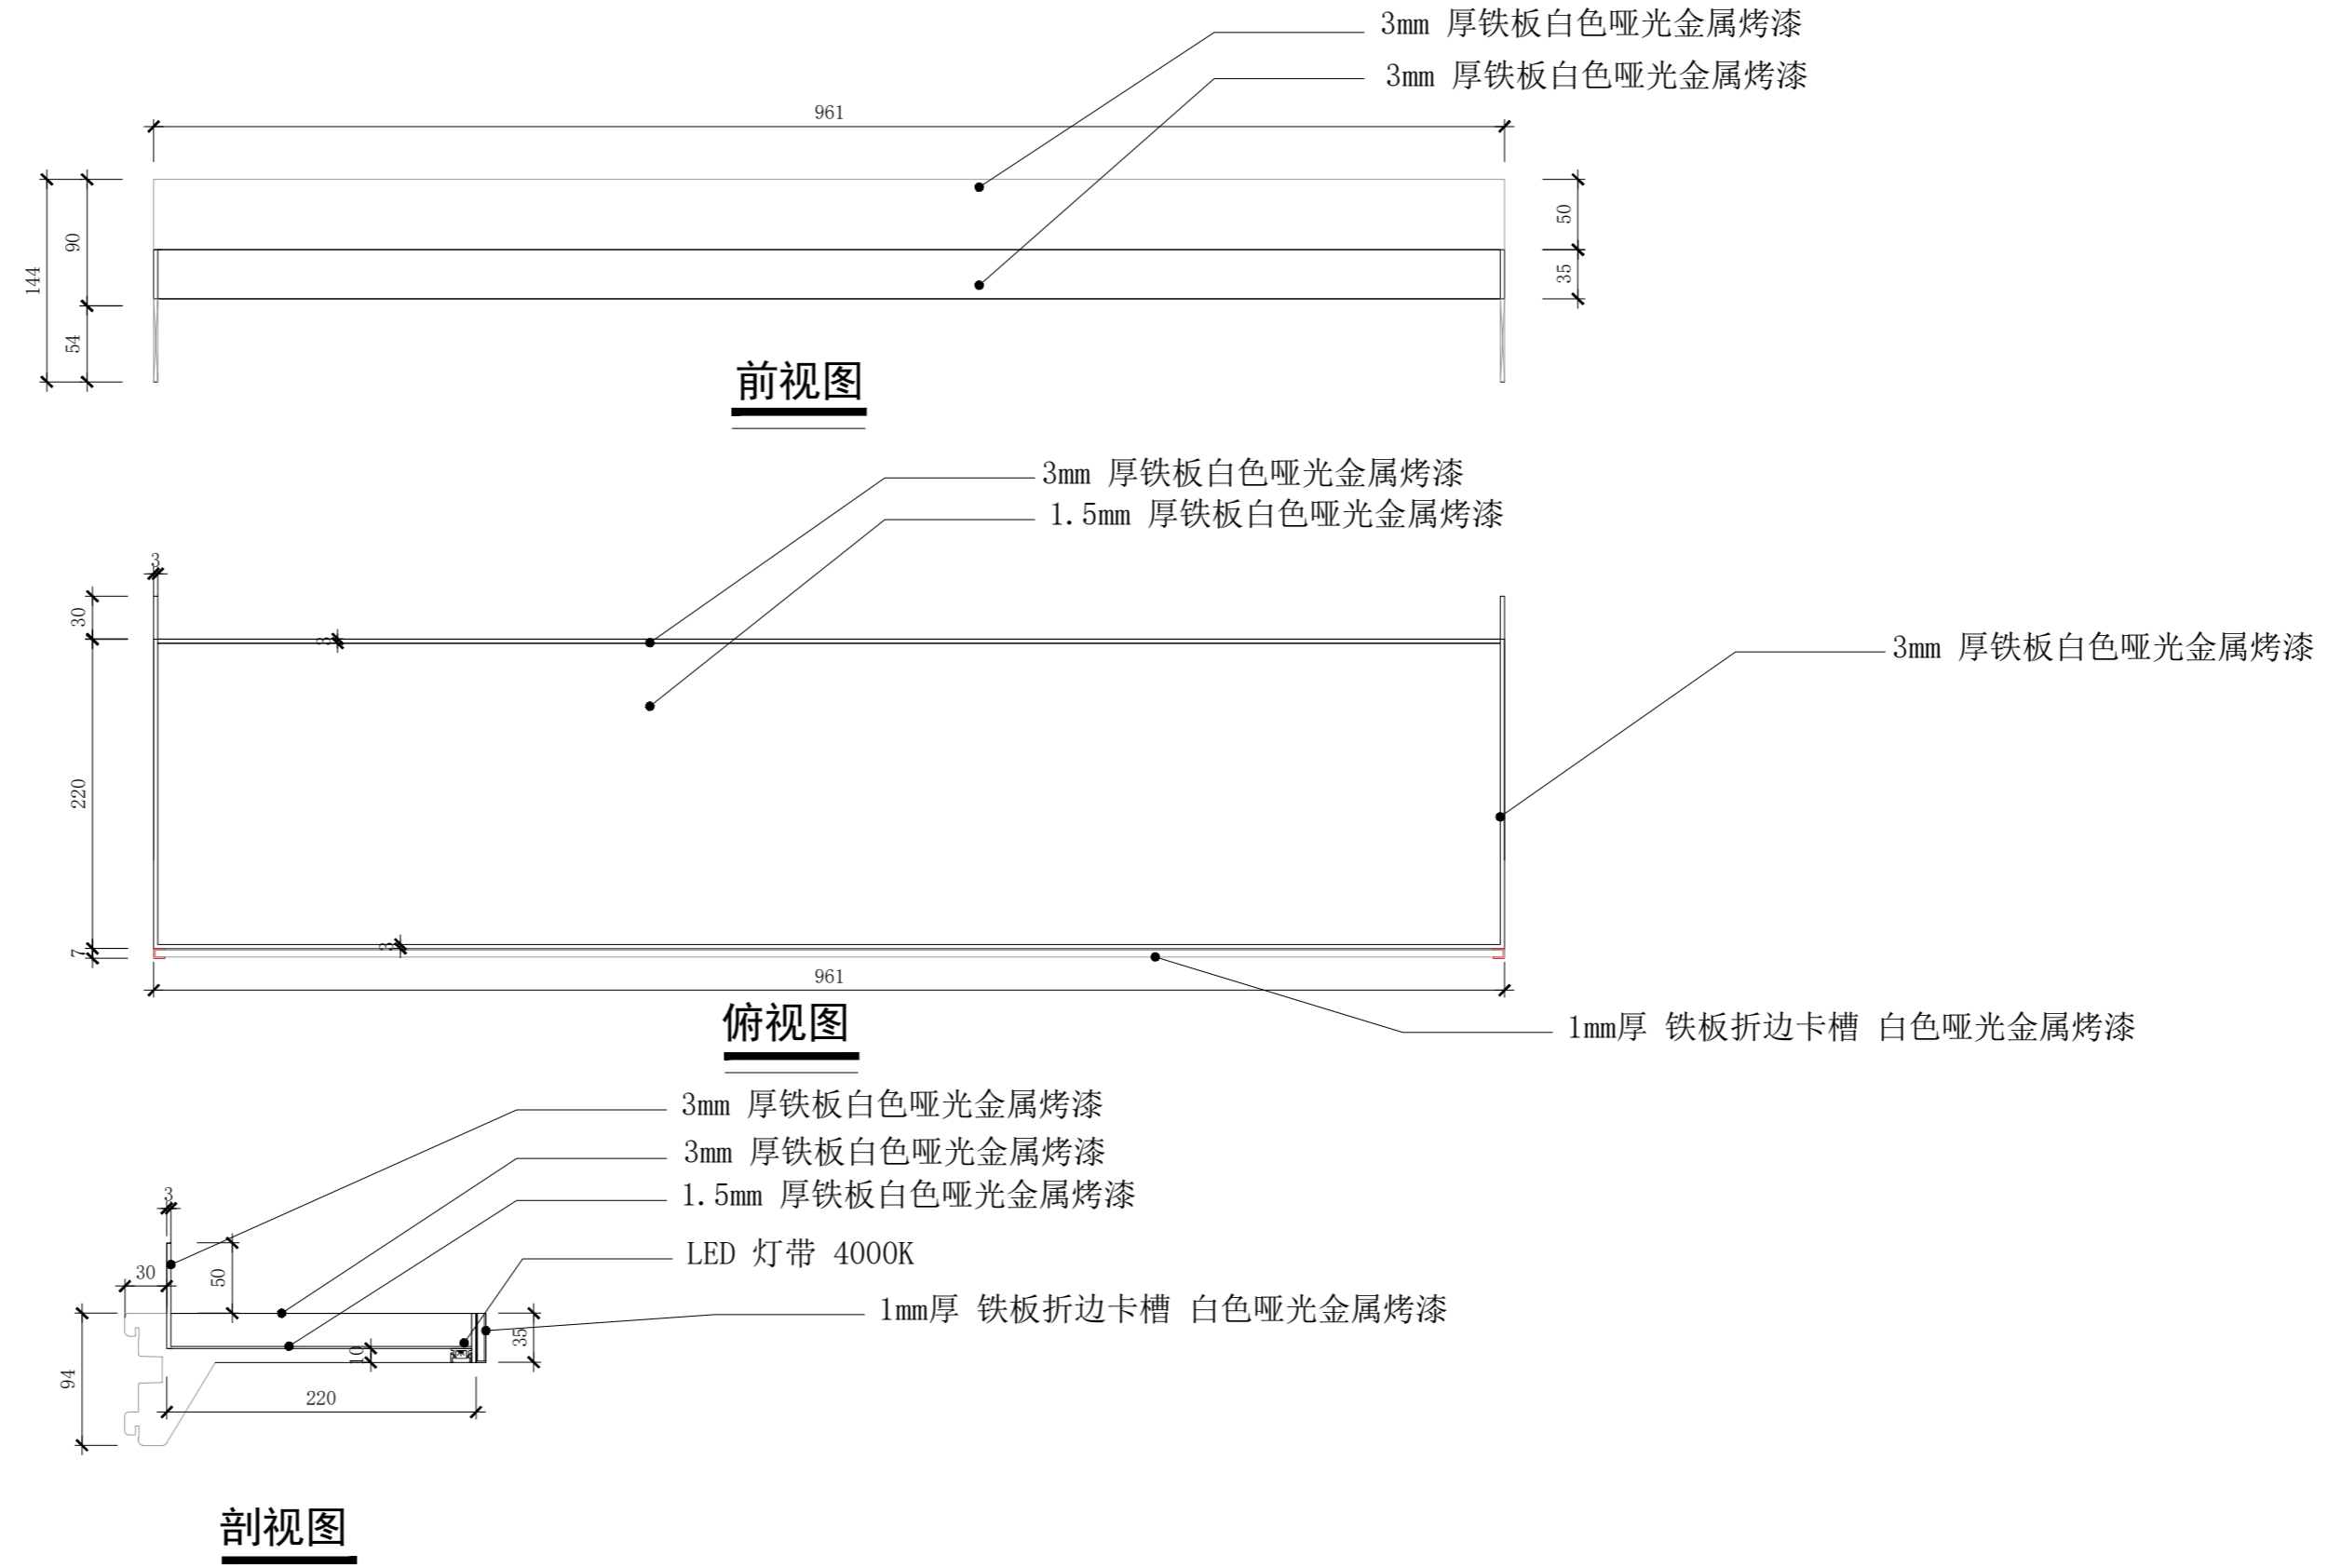 3mm 厚铁板白色哑光金属烤漆
3mm 厚铁板白色哑光金属烤漆
961
50
90
144
35
54
前视图
3mm 厚铁板白色哑光金属烤漆
1.5mm 厚铁板白色哑光金属烤漆
3
30
3
3mm 厚铁板白色哑光金属烤漆
220
3
7
961
俯视图
1mm厚 铁板折边卡槽 白色哑光金属烤漆
3mm 厚铁板白色哑光金属烤漆
3mm 厚铁板白色哑光金属烤漆
1.5mm 厚铁板白色哑光金属烤漆
3
LED 灯带 4000K
30
50
1mm厚 铁板折边卡槽 白色哑光金属烤漆
35
10
94
220
剖视图